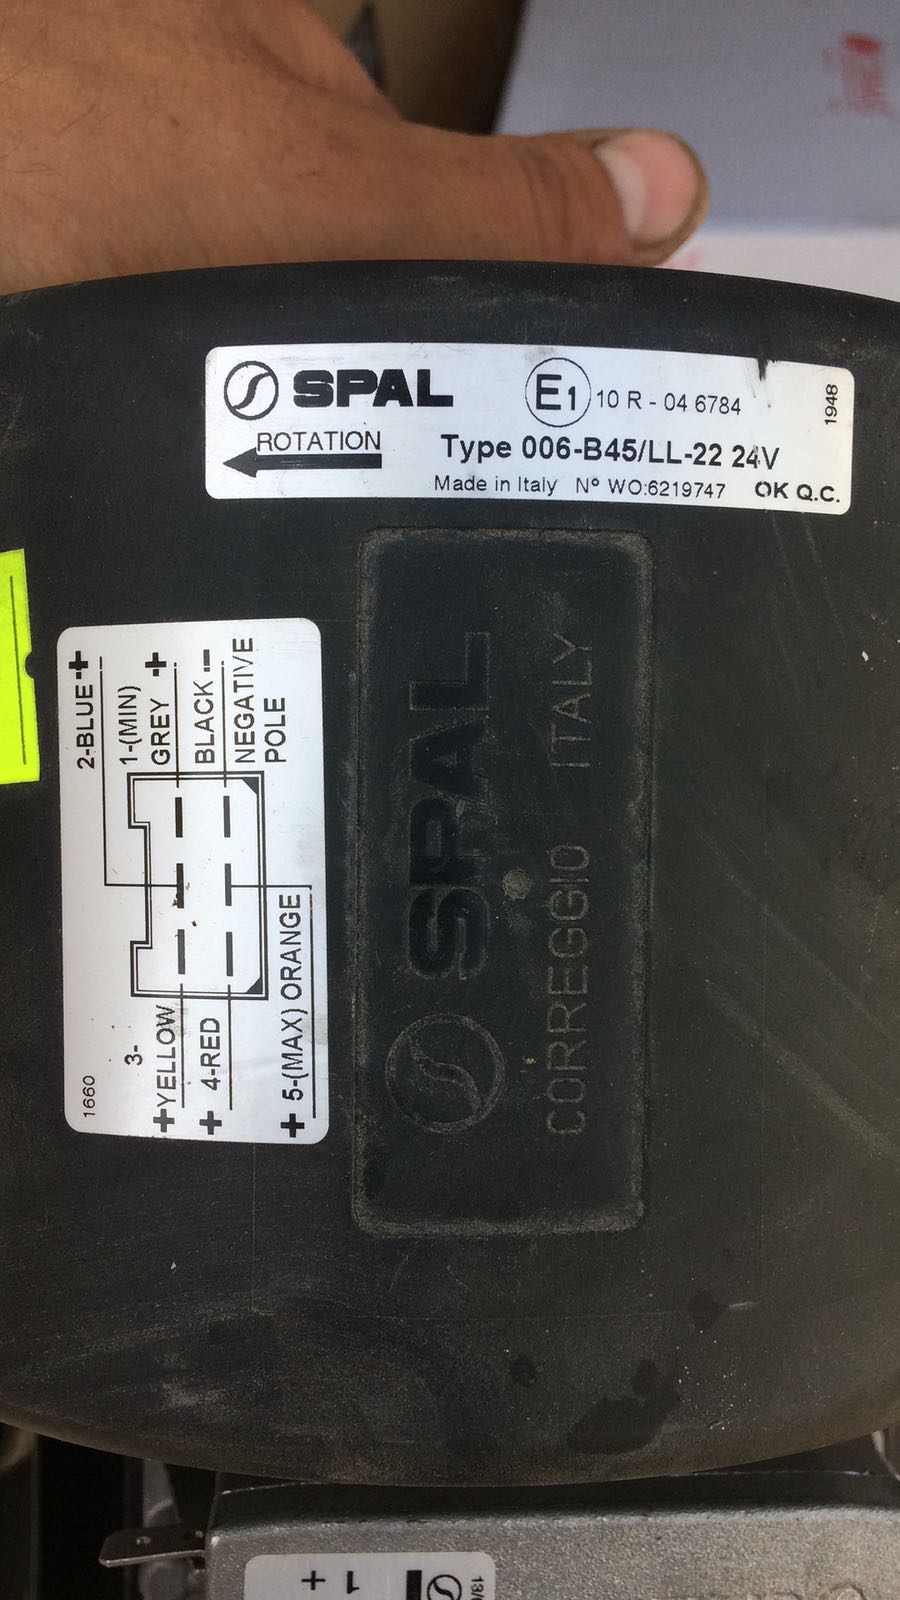 SPAL
E1 10 R - 04 6784
1948
ROTATION
Type 006-B45/LL-22 24V
Made in Italy N° WO:6219747 OK Q.C.
2-BLUE +
1-(MIN)
GREY +
BLACK -
NEGATIVE
POLE
1660
3-
+YELLOW
+ 4-RED
+ 5-(MAX) ORANGE
SPAL
CORREGGIO ITALY
1 +